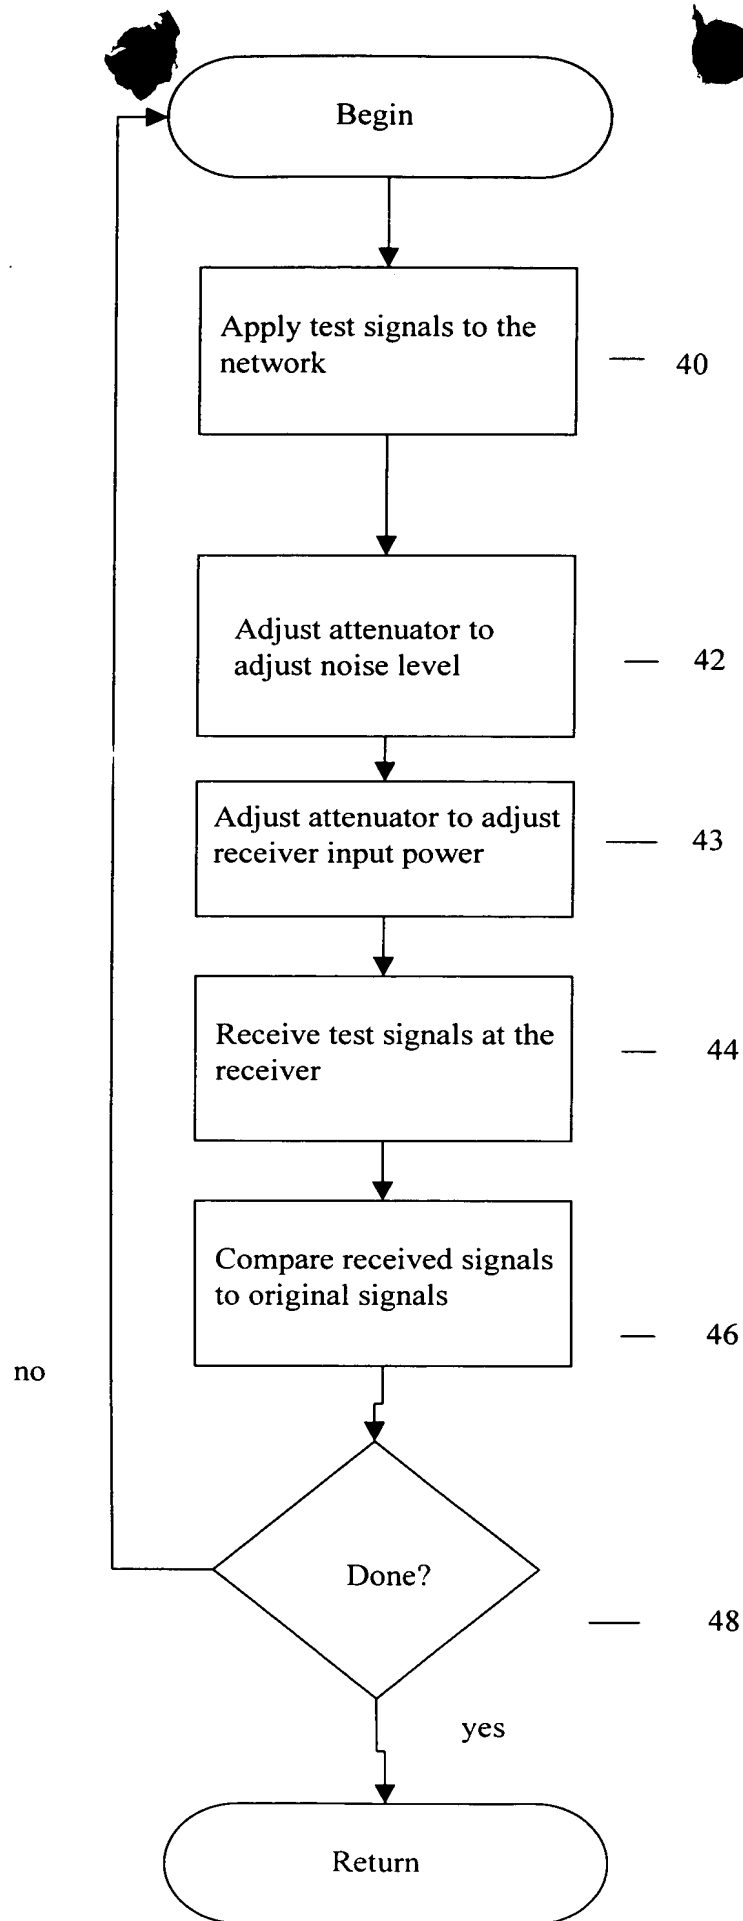 Begin
Apply test signals to the
network
40
Adjust attenuator to
adjust noise level
42
Adjust attenuator to adjust
receiver input power
43
Receive test signals at the
receiver
44
Compare received signals
to original signals
46
no
Done?
48
yes
Return